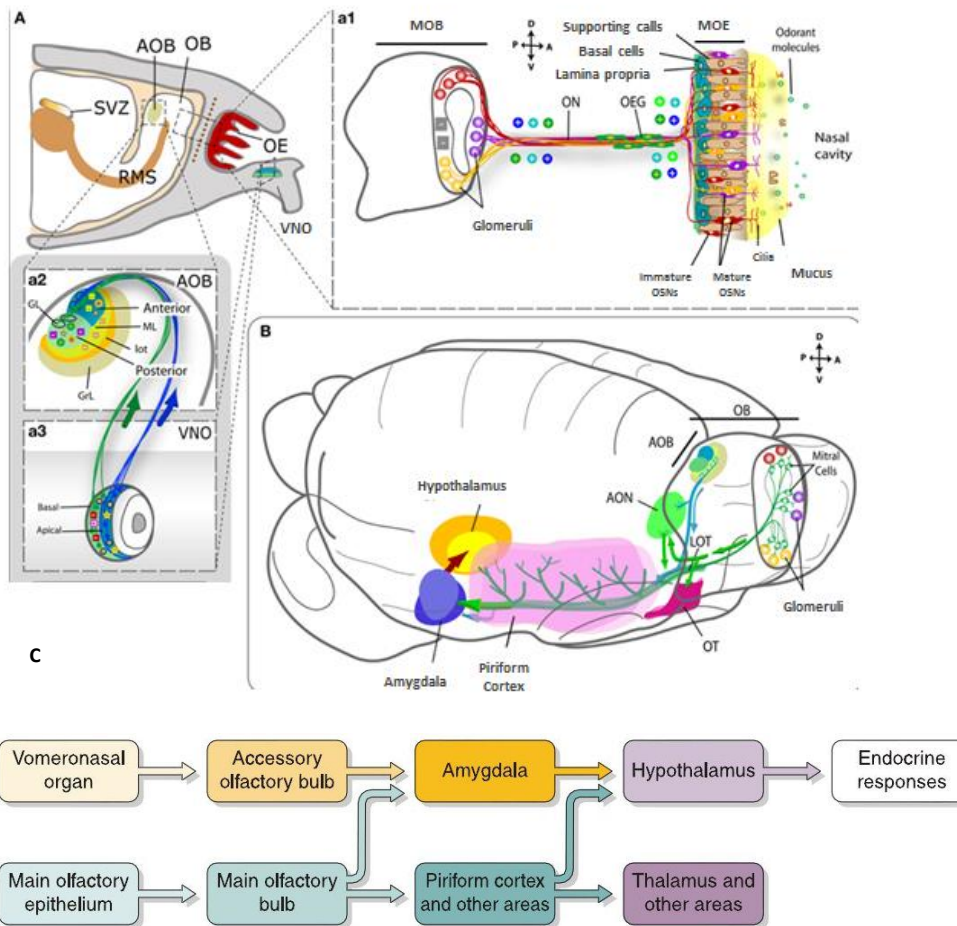 A
AOB
OB
SVZ
OE
RMS
VNO
a1
MOB
D
P
A
V
Supporting calls
Basal cells
Lamina propria
MOE
Odorant
molecules
ON
OEG
Nasal
cavity
Glomeruli
Immature
OSNs
Mature
OSNs
Cilia
Mucus
a2
AOB
GL
Anterior
ML
lot
Posterior
GrL
a3
VNO
Basal
Apical
B
D
P
A
V
OB
AOB
Mitral
Cells
Hypothalamus
AON
LOT
Glomeruli
OT
Amygdala
Piriform
Cortex
C
Vomeronasal
organ
Accessory
olfactory bulb
Amygdala
Hypothalamus
Endocrine
responses
Main olfactory
epithelium
Main olfactory
bulb
Piriform cortex
and other areas
Thalamus and
other areas